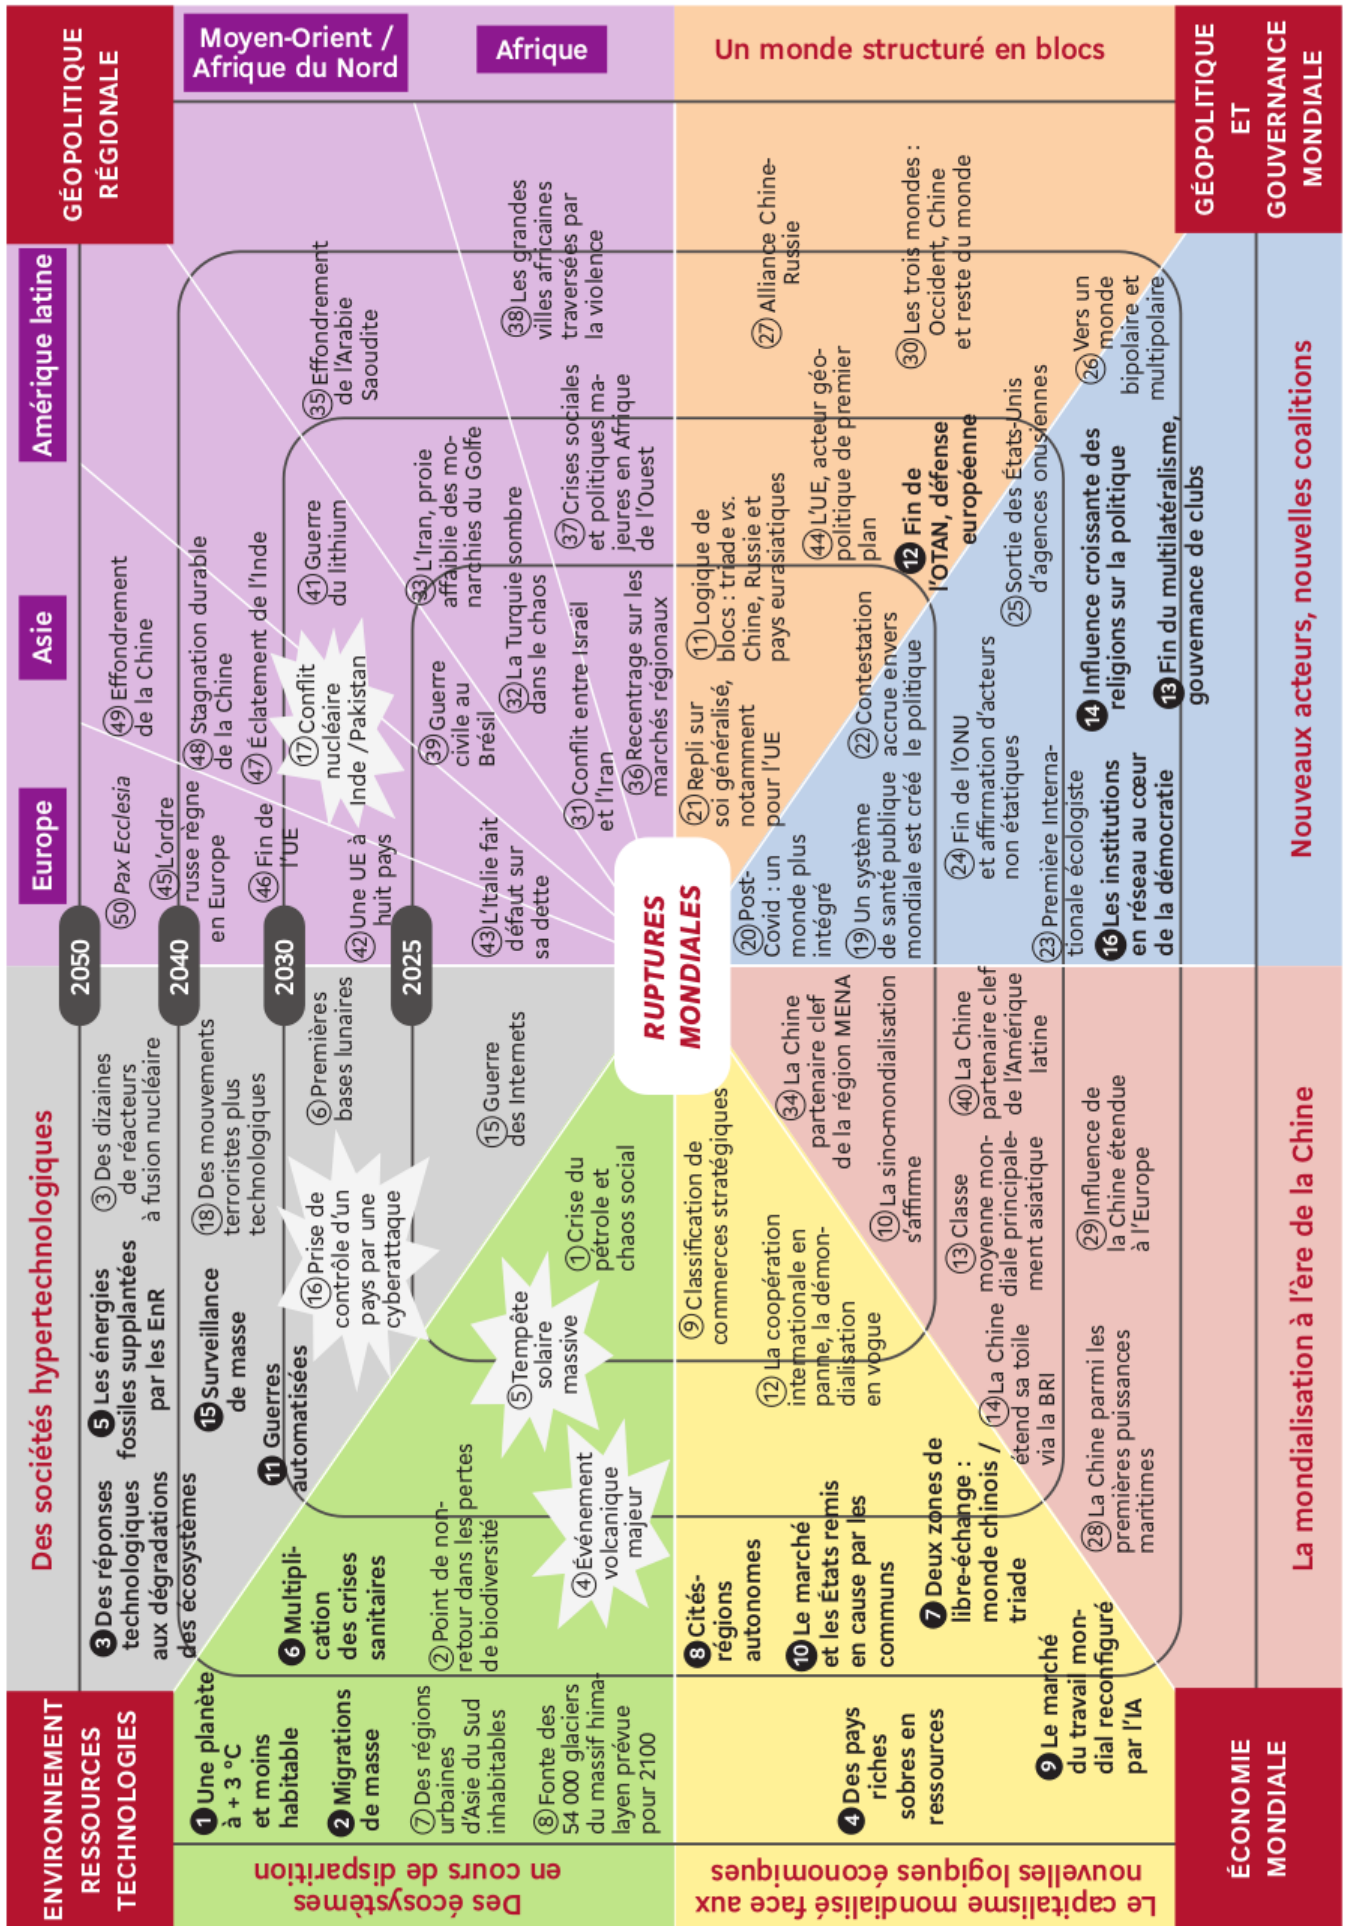 ENVIRONNEMENT
RESSOURCES
TECHNOLOGIES
Des sociétés hypertechnologiques
Europe
Asie
Amérique latine
GÉOPOLITIQUE
RÉGIONALE
Moyen-Orient /
Afrique du Nord
Afrique
Un monde structuré en blocs
GÉOPOLITIQUE
ET
GOUVERNANCE
MONDIALE
Nouveaux acteurs, nouvelles coalitions
La mondialisation à l'ère de la Chine
ÉCONOMIE
MONDIALE
Le capitalisme mondialisé face aux
nouvelles logiques économiques
Des écosystèmes
en cours de disparition
RUPTURES
MONDIALES
2050
2040
2030
2025
3 Des réponses
technologiques
aux dégradations
des écosystèmes
5 Les énergies
fossiles supplantées
par les EnR
3 Des dizaines
de réacteurs
à fusion nucléaire
15 Surveillance
de masse
18 Des mouvements
terroristes plus
technologiques
11 Guerres
automatisées
16 Prise de
contrôle d'un
pays par une
cyberattaque
6 Premières
bases lunaires
15 Guerre
des Internets
50 Pax Ecclesia
49 Effondrement
de la Chine
45 L'ordre
russe règne
en Europe
48 Stagnation durable
de la Chine
46 Fin de
l'UE
47 Éclatement de l'Inde
17 Conflit
nucléaire
Inde / Pakistan
41 Guerre
du lithium
35 Effondrement
de l'Arabie
Saoudite
42 Une UE à
huit pays
39 Guerre
civile au
Brésil
33 L'Iran, proie
affaiblie des mo-
narchies du Golfe
43 L'Italie fait
défaut sur
sa dette
32 La Turquie sombre
dans le chaos
38 Les grandes
villes africaines
traversées par
la violence
31 Conflit entre Israël
et l'Iran
37 Crises sociales
et politiques ma-
jeures en Afrique
de l'Ouest
36 Recentrage sur les
marchés régionaux
1 Une planète
à + 3 °C
et moins
habitable
6 Multipli-
cation
des crises
sanitaires
2 Migrations
de masse
7 Des régions
urbaines
d'Asie du Sud
inhabitables
2 Point de non-
retour dans les pertes
de biodiversité
5 Tempête
solaire
massive
1 Crise du
pétrole et
chaos social
8 Fonte des
54 000 glaciers
du massif hima-
layen prévue
pour 2100
4 Événement
volcanique
majeur
8 Cités-
régions
autonomes
9 Classification de
commerces stratégiques
10 Le marché
et les États remis
en cause par les
communs
12 La coopération
internationale en
panne, la démon-
dialisation
en vogue
4 Des pays
riches
sobres en
ressources
7 Deux zones de
libre-échange :
monde chinois /
triade
9 Le marché
du travail mon-
dial reconfiguré
par l'IA
34 La Chine
partenaire clef
de la région MENA
10 La sino-mondialisation
s'affirme
13 Classe
moyenne mon-
diale principale-
ment asiatique
40 La Chine
partenaire clef
de l'Amérique
latine
14 La Chine
étend sa toile
via la BRI
28 La Chine parmi les
premières puissances
maritimes
29 Influence de
la Chine étendue
à l'Europe
21 Repli sur
soi généralisé,
notamment
pour l'UE
11 Logique de
blocs : triade vs.
Chine, Russie et
pays eurasiatiques
27 Alliance Chine-
Russie
44 L'UE, acteur géo-
politique de premier
plan
30 Les trois mondes :
Occident, Chine
et reste du monde
12 Fin de
l'OTAN, défense
européenne
20 Post-
Covid : un
monde plus
intégré
19 Un système
de santé publique
mondiale est créé
22 Contestation
accrue envers
le politique
24 Fin de l'ONU
et affirmation d'acteurs
non étatiques
25 Sortie des États-Unis
d'agences onusiennes
23 Première Interna-
tionale écologiste
26 Vers un
monde
bipolaire et
multipolaire
14 Influence croissante des
religions sur la politique
16 Les institutions
en réseau au cœur
de la démocratie
13 Fin du multilatéralisme,
gouvernance de clubs